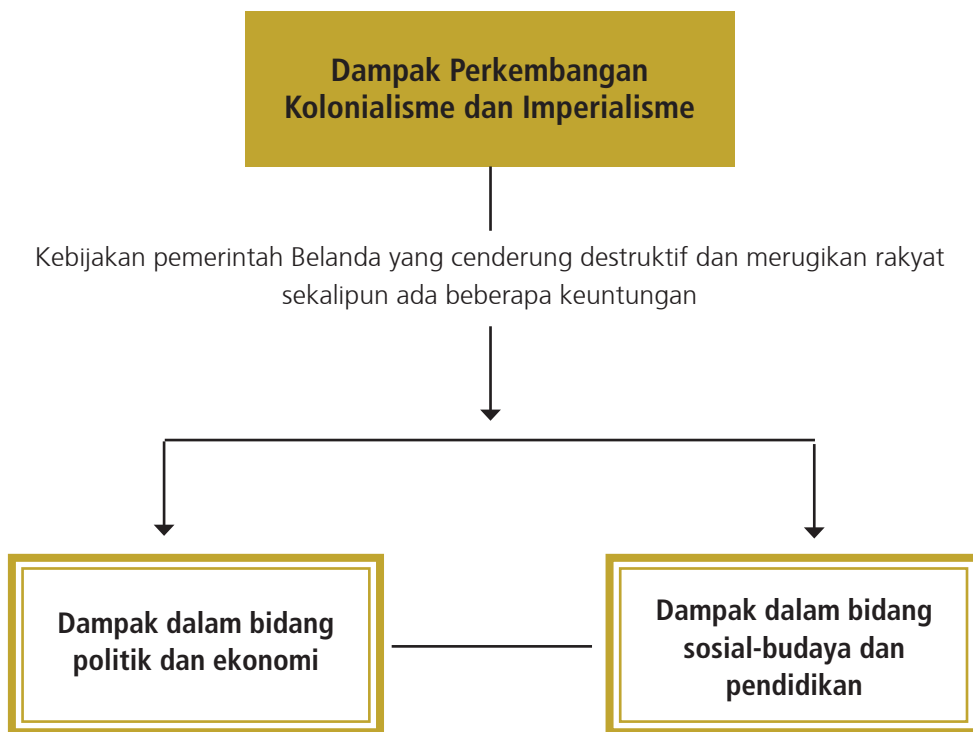 Dampak Perkembangan
Kolonialisme dan Imperialisme
Kebijakan pemerintah Belanda yang cenderung destruktif dan merugikan rakyat
sekalipun ada beberapa keuntungan
Dampak dalam bidang
politik dan ekonomi
Dampak dalam bidang
sosial-budaya dan
pendidikan